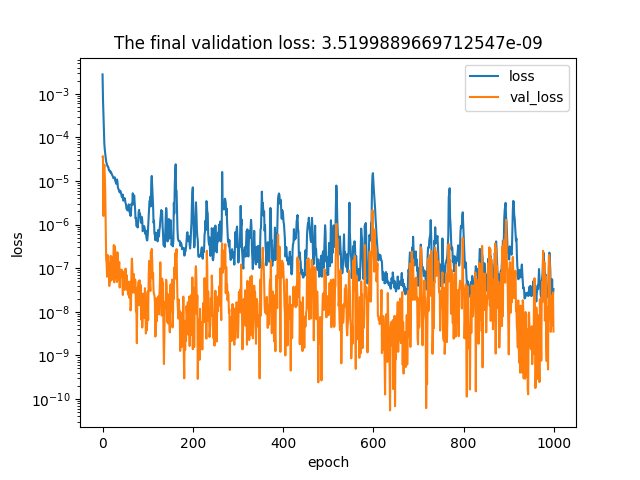 The final validation loss: 3.5199889669712547e-09
loss
val_loss
10⁻³
10⁻⁴
10⁻⁵
10⁻⁶
10⁻⁷
10⁻⁸
10⁻⁹
10⁻¹⁰
loss
0 200 400 600 800 1000
epoch